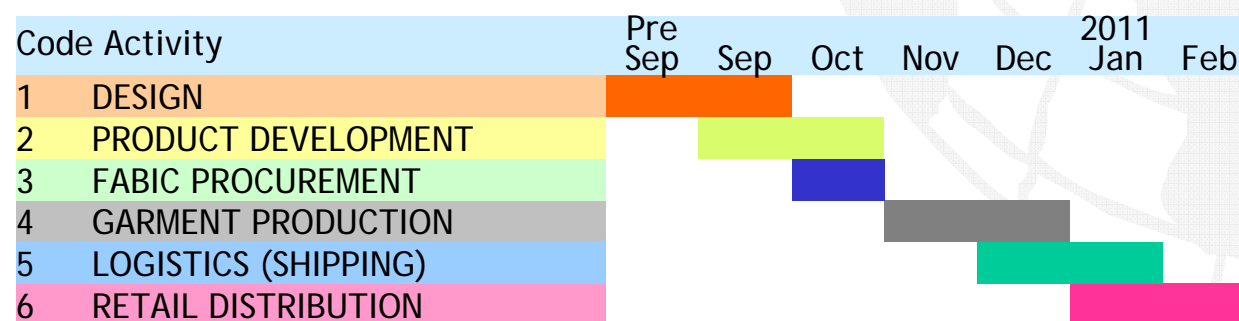 Code Activity Pre Sep Sep Oct Nov Dec 2011 Jan Feb
1 DESIGN
2 PRODUCT DEVELOPMENT
3 FABIC PROCUREMENT
4 GARMENT PRODUCTION
5 LOGISTICS (SHIPPING)
6 RETAIL DISTRIBUTION